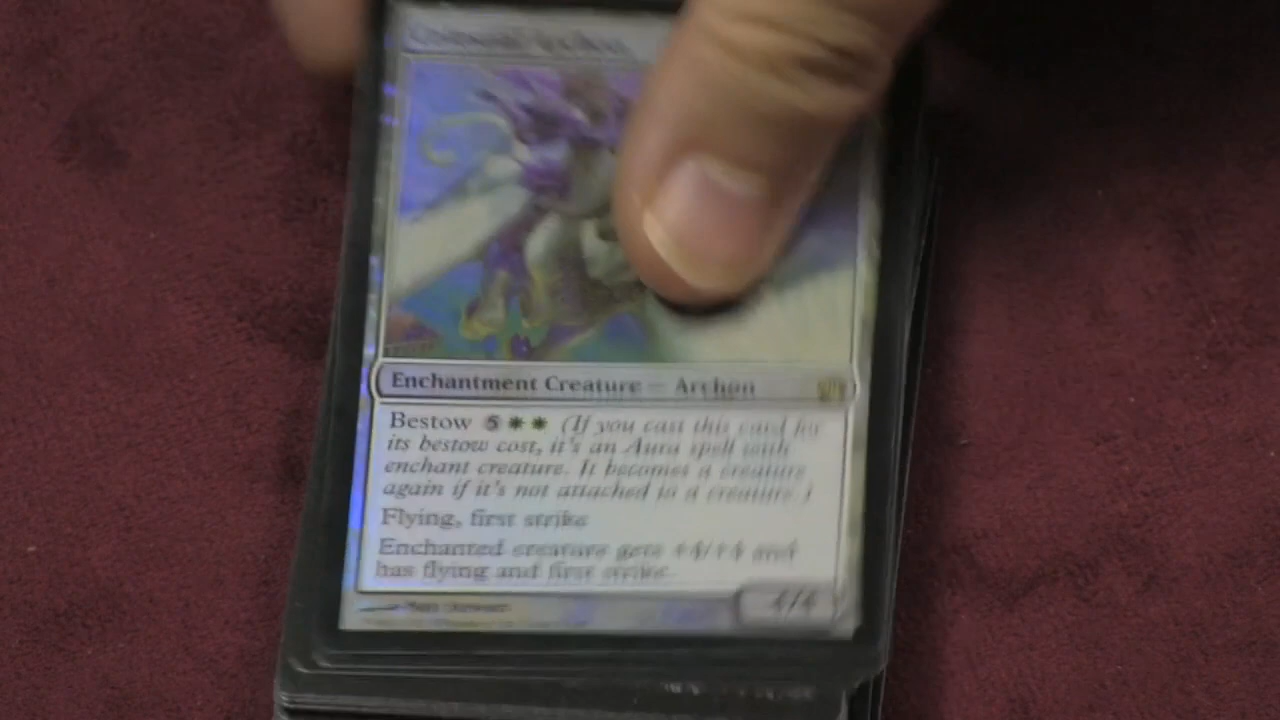 Enchantment Creature — Archon
Bestow 5 (If you cast this card for
its bestow cost, it's an Aura spell with
enchant creature. It becomes a creature
again if it's not attached to a creature.)
Flying, first strike
Enchanted creature gets +4/+4 and
has flying and first strike.
4/4